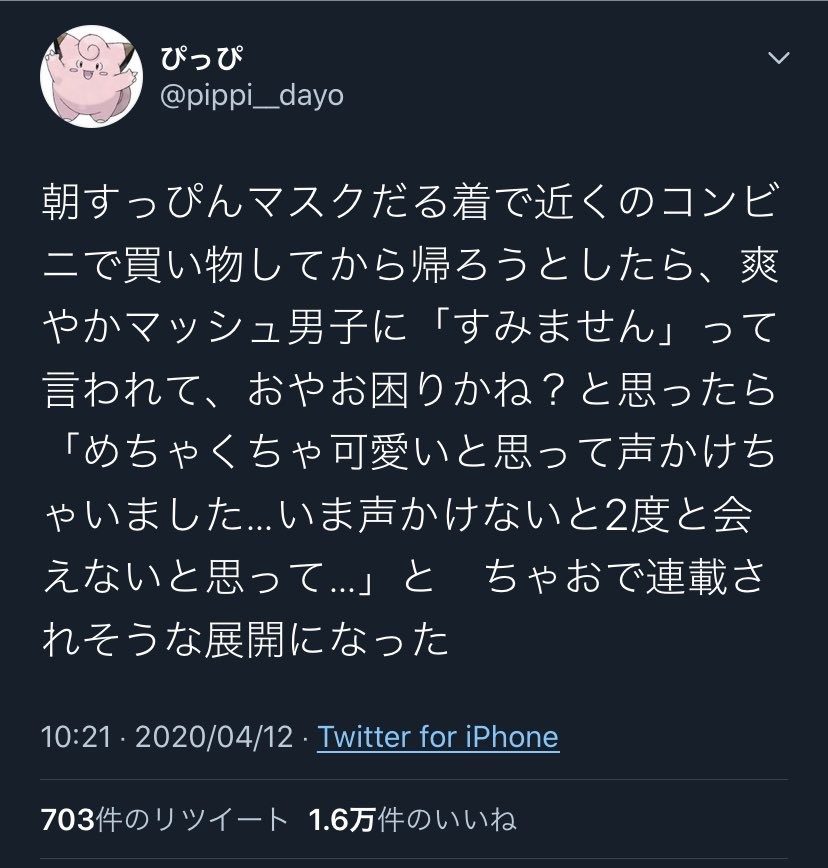 ぴっぴ
@pippi__dayo
朝すっぴんマスクだる着で近くのコンビ
ニで買い物してから帰ろうとしたら、爽
やかマッシュ男子に「すみません」って
言われて、おやお困りかね？と思ったら
「めちゃくちゃ可愛いと思って声かけち
ゃいました...いま声かけないと2度と会
えないと思って...」と　ちゃおで連載さ
れそうな展開になった
10:21 · 2020/04/12 · Twitter for iPhone
703件のリツイート 1.6万件のいいね